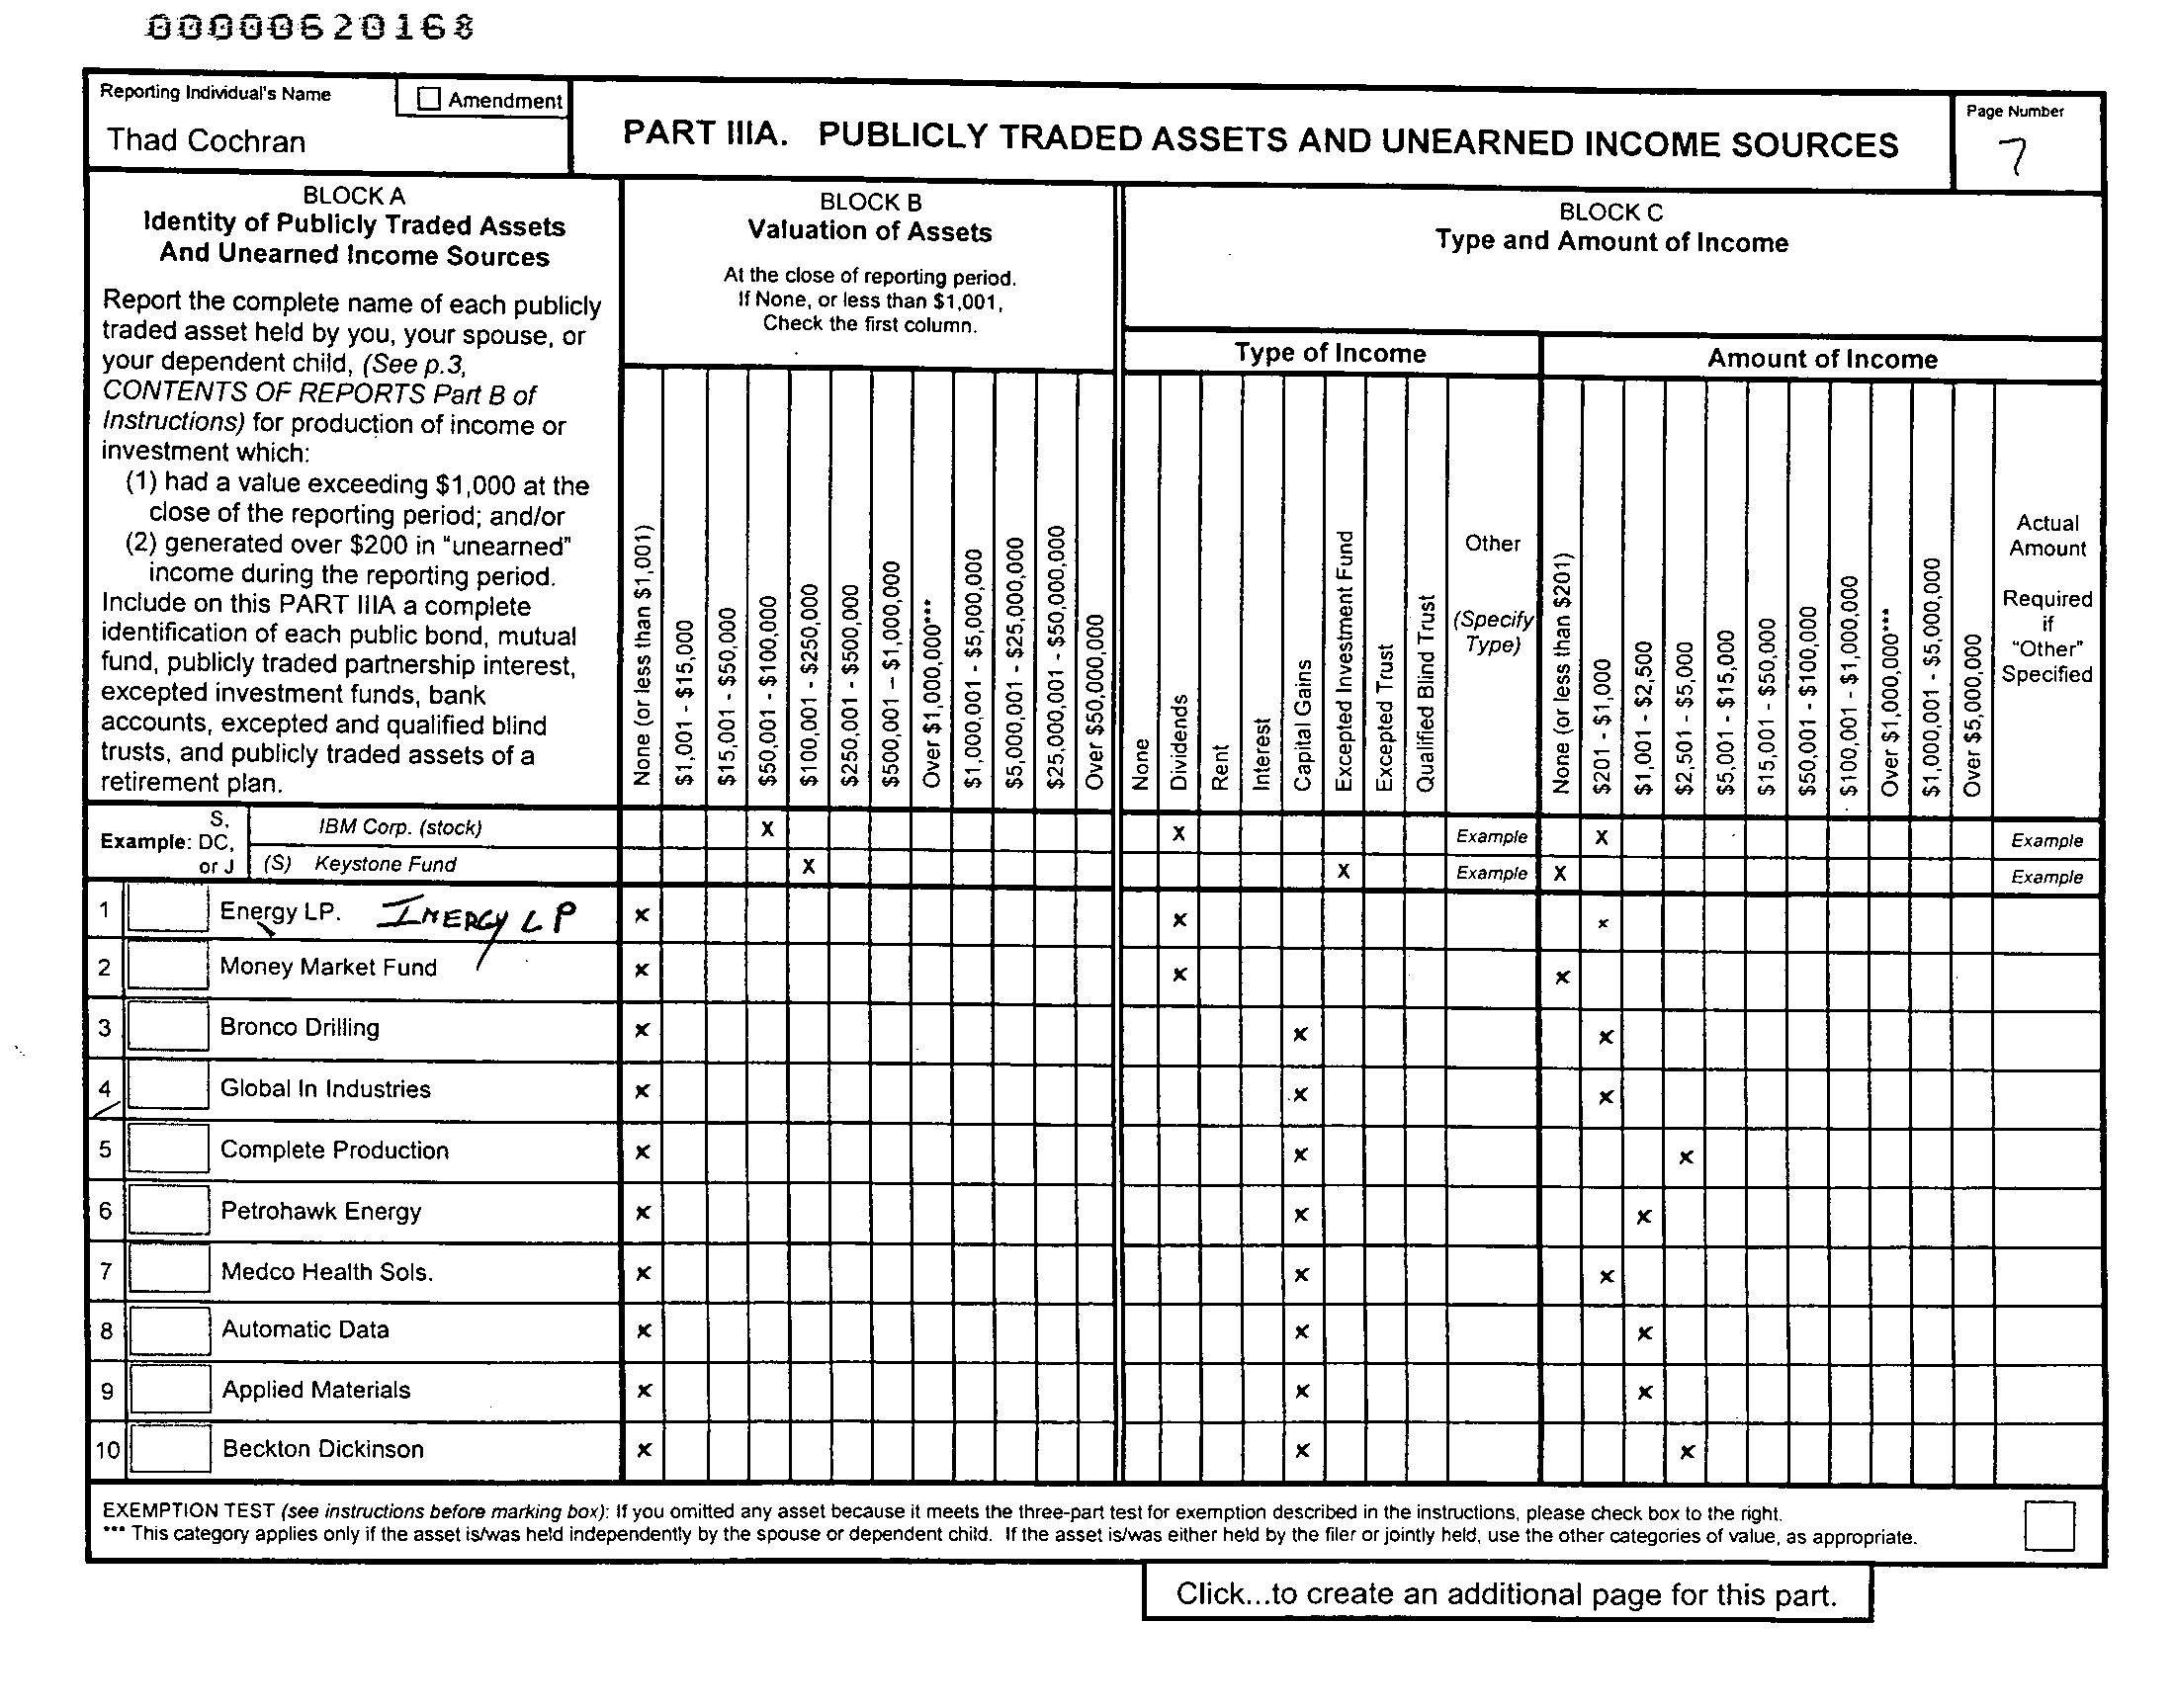 00000620168
Reporting Individual's Name
Amendment
Thad Cochran
PART IIIA. PUBLICLY TRADED ASSETS AND UNEARNED INCOME SOURCES
Page Number
7
BLOCK A
Identity of Publicly Traded Assets
And Unearned Income Sources
Report the complete name of each publicly
traded asset held by you, your spouse, or
your dependent child, (See p.3,
CONTENTS OF REPORTS Part B of
Instructions) for production of income or
investment which:
(1) had a value exceeding $1,000 at the
close of the reporting period; and/or
(2) generated over $200 in "unearned"
income during the reporting period.
Include on this PART IIIA a complete
identification of each public bond, mutual
fund, publicly traded partnership interest,
excepted investment funds, bank
accounts, excepted and qualified blind
trusts, and publicly traded assets of a
retirement plan.
BLOCK B
Valuation of Assets
At the close of reporting period.
If None, or less than $1,001,
Check the first column.
None (or less than $1,001)
$1,001 - $15,000
$15,001 - $50,000
$50,001 - $100,000
$100,001 - $250,000
$250,001 - $500,000
$500,001 – $1,000,000
Over $1,000,000***
$1,000,001 - $5,000,000
$5,000,001 - $25,000,000
$25,000,001 - $50,000,000
Over $50,000,000
BLOCK C
Type and Amount of Income
Type of Income
None
Dividends
Rent
Interest
Capital Gains
Excepted Investment Fund
Excepted Trust
Qualified Blind Trust
Other
(Specify
Type)
Amount of Income
None (or less than $201)
$201 - $1,000
$1,001 - $2,500
$2,501 - $5,000
$5,001 - $15,000
$15,001 - $50,000
$50,001 - $100,000
$100,001 - $1,000,000
Over $1,000,000***
$1,000,001 - $5,000,000
Over $5,000,000
Actual
Amount
Required
if
"Other"
Specified
Example:
S,
DC,
or J
IBM Corp. (stock) X X Example X Example
(S) Keystone Fund X X Example X Example
1 Energy LP. INERGY LP x x x
2 Money Market Fund x x x
3 Bronco Drilling x x x
4 Global In Industries x x x
5 Complete Production x x x
6 Petrohawk Energy x x x
7 Medco Health Sols. x x x
8 Automatic Data x x x
9 Applied Materials x x x
10 Beckton Dickinson x x x
EXEMPTION TEST (see instructions before marking box): If you omitted any asset because it meets the three-part test for exemption described in the instructions, please check box to the right.
*** This category applies only if the asset is/was held independently by the spouse or dependent child. If the asset is/was either held by the filer or jointly held, use the other categories of value, as appropriate.
Click...to create an additional page for this part.